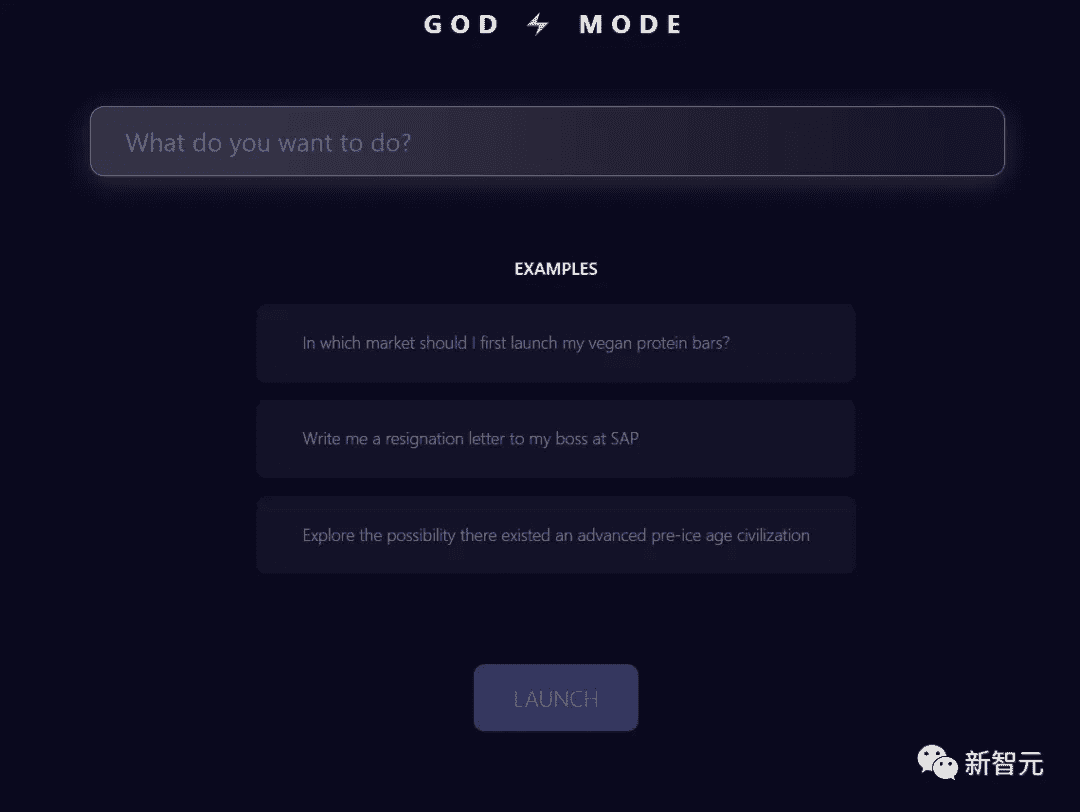 GOD ⚡ MODE
What do you want to do?
EXAMPLES
In which market should I first launch my vegan protein bars?
Write me a resignation letter to my boss at SAP
Explore the possibility there existed an advanced pre-ice age civilization
LAUNCH
新智元